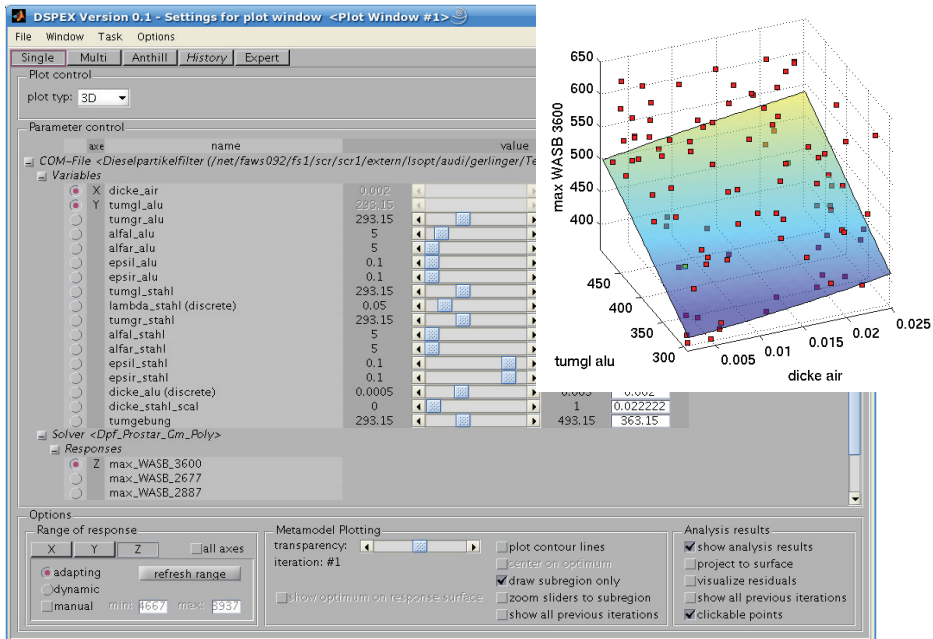 DSPEX Version 0.1 - Settings for plot window <Plot Window #1>
File Window Task Options
Single Multi Anthill History Expert
Plot control
plot typ: 3D
Parameter control
axe name value
COM-File <Dieselpartikelfilter (/net/faws092/fs1/scr/scr1/extern/lsopt/audi/gerlinger/Te
Variables
X dicke_air 0.002
Y tumgl_alu 293.15
tumgr_alu 293.15
alfal_alu 5
alfar_alu 5
epsil_alu 0.1
epsir_alu 0.1
tumgl_stahl 293.15
lambda_stahl (discrete) 0.05
tumgr_stahl 293.15
alfal_stahl 5
alfar_stahl 5
epsil_stahl 0.1
epsir_stahl 0.1
dicke_alu (discrete) 0.0005
dicke_stahl_scal 0 1 0.022222
tumgebung 293.15 493.15 363.15
Solver <Dpf_Prostar_Gm_Poly>
Responses
Z max_WASB_3600
max_WASB_2677
max_WASB_2887
Options
Range of response
X Y Z all axes
adapting refresh range
dynamic
manual min: 4667 max: 8937
Metamodel Plotting
transparency:
iteration: #1
show optimum on response surface
plot contour lines
center on optimum
draw subregion only
zoom sliders to subregion
show all previous iterations
Analysis results
show analysis results
project to surface
visualize residuals
show all previous iterations
clickable points
max WASB 3600
650
600
550
500
450
400
450
400
350
300
tumgl alu
0.005
0.01
0.015
0.02
0.025
dicke air